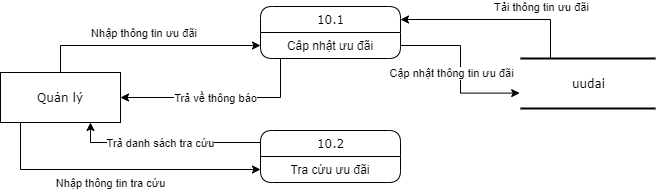 Tải thông tin ưu đãi
10.1
Nhập thông tin ưu đãi
Cập nhật ưu đãi
Cập nhật thông tin ưu đãi
uudai
Quản lý
Trả về thông báo
Trả danh sách tra cứu
10.2
Tra cứu ưu đãi
Nhập thông tin tra cứu